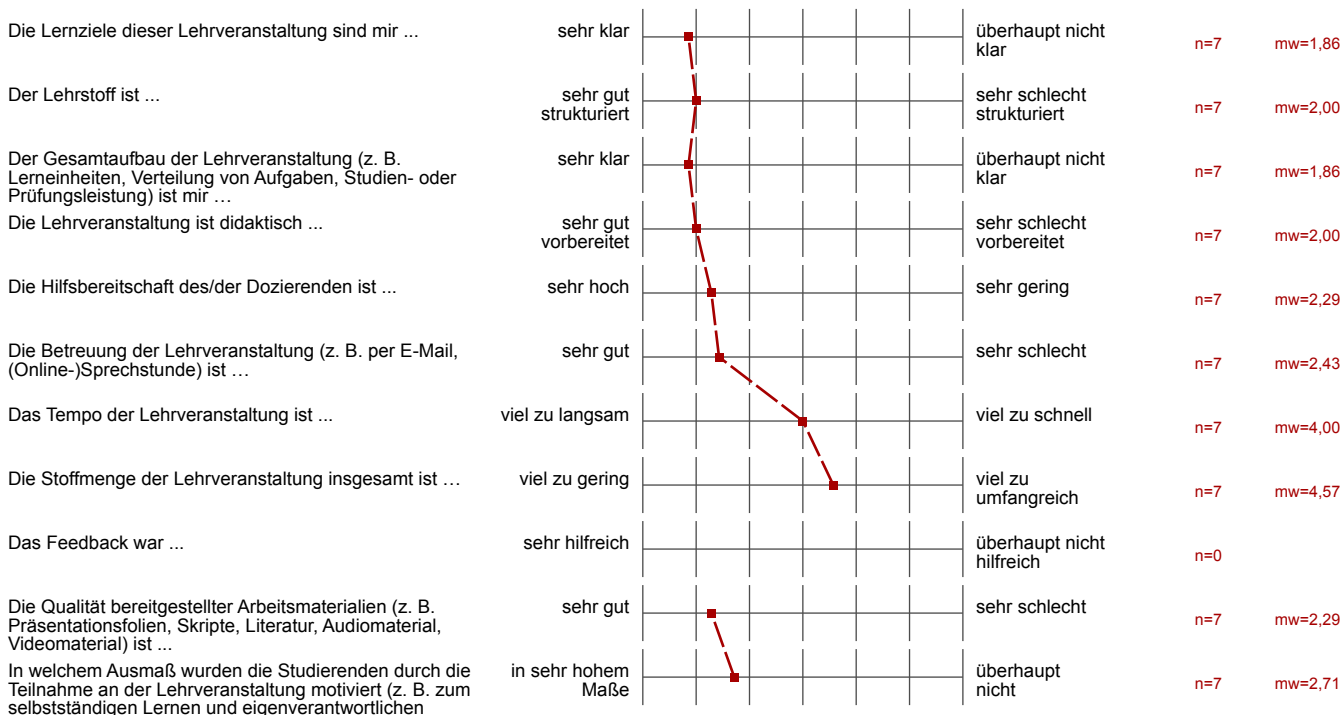 Die Lernziele dieser Lehrveranstaltung sind mir ... sehr klar überhaupt nicht n=7 mw=1,86
klar
Der Lehrstoff ist ... sehr gut sehr schlecht n=7 mw=2,00
strukturiert strukturiert
Der Gesamtaufbau der Lehrveranstaltung (z. B. sehr klar überhaupt nicht n=7 mw=1,86
Lerneinheiten, Verteilung von Aufgaben, Studien- oder klar
Prüfungsleistung) ist mir …
Die Lehrveranstaltung ist didaktisch ... sehr gut sehr schlecht n=7 mw=2,00
vorbereitet vorbereitet
Die Hilfsbereitschaft des/der Dozierenden ist ... sehr hoch sehr gering n=7 mw=2,29
Die Betreuung der Lehrveranstaltung (z. B. per E-Mail, sehr gut sehr schlecht n=7 mw=2,43
(Online-)Sprechstunde) ist …
Das Tempo der Lehrveranstaltung ist ... viel zu langsam viel zu schnell n=7 mw=4,00
Die Stoffmenge der Lehrveranstaltung insgesamt ist … viel zu gering viel zu n=7 mw=4,57
umfangreich
Das Feedback war ... sehr hilfreich überhaupt nicht n=0
hilfreich
Die Qualität bereitgestellter Arbeitsmaterialien (z. B. sehr gut sehr schlecht n=7 mw=2,29
Präsentationsfolien, Skripte, Literatur, Audiomaterial,
Videomaterial) ist ...
In welchem Ausmaß wurden die Studierenden durch die in sehr hohem überhaupt n=7 mw=2,71
Teilnahme an der Lehrveranstaltung motiviert (z. B. zum Maße nicht
selbstständigen Lernen und eigenverantwortlichen